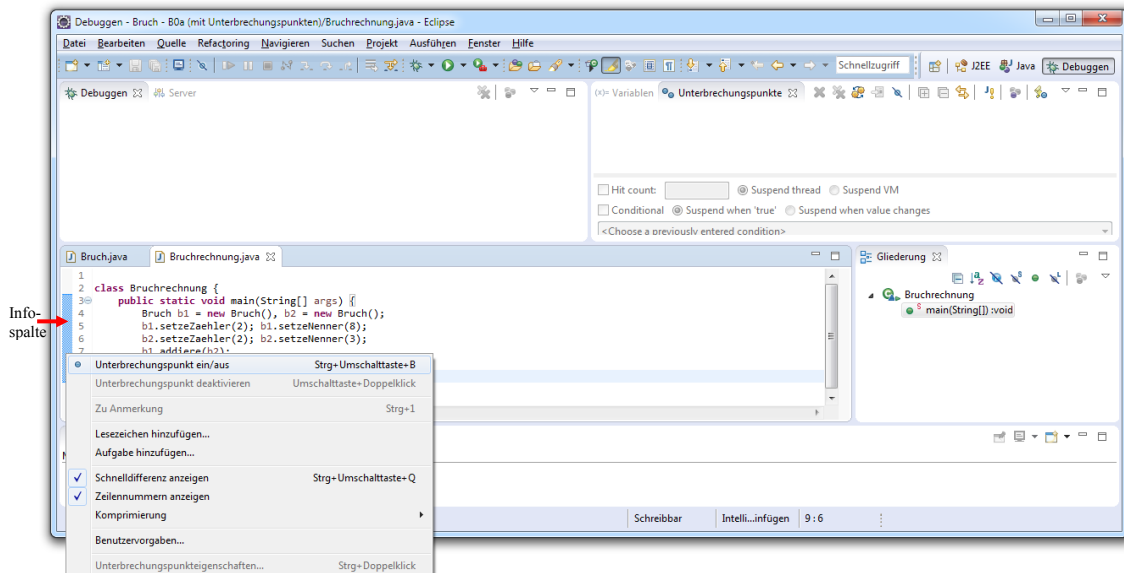 Debuggen - Bruch - B0a (mit Unterbrechungspunkten)/Bruchrechnung.java - Eclipse
Datei Bearbeiten Quelle Refactoring Navigieren Suchen Projekt Ausführen Fenster Hilfe
Schnellzugriff J2EE Java Debuggen
Debuggen Server
(x)= Variablen Unterbrechungspunkte
Hit count: Suspend thread Suspend VM
Conditional Suspend when 'true' Suspend when value changes
<Choose a previously entered condition>
Bruch.java Bruchrechnung.java
Gliederung
1
2 class Bruchrechnung {
3 public static void main(String[] args) {
4 Bruch b1 = new Bruch(), b2 = new Bruch();
5 b1.setzeZaehler(2); b1.setzeNenner(8);
6 b2.setzeZaehler(2); b2.setzeNenner(3);
7 b1.addiere(b2);
Bruchrechnung
main(String[]) :void
Info-
spalte
Unterbrechungspunkt ein/aus Strg+Umschalttaste+B
Unterbrechungspunkt deaktivieren Umschalttaste+Doppelklick
Zu Anmerkung Strg+1
Lesezeichen hinzufügen...
Aufgabe hinzufügen...
Schnelldifferenz anzeigen Strg+Umschalttaste+Q
Zeilennummern anzeigen
Komprimierung
Benutzervorgaben...
Unterbrechungspunkteigenschaften... Strg+Doppelklick
Schreibbar Intelli...infügen 9 : 6